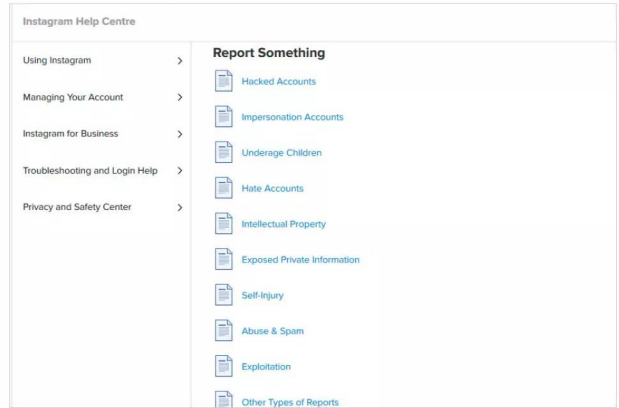 Instagram Help Centre
Using Instagram
Managing Your Account
Instagram for Business
Troubleshooting and Login Help
Privacy and Safety Center
Report Something
Hacked Accounts
Impersonation Accounts
Underage Children
Hate Accounts
Intellectual Property
Exposed Private Information
Self-Injury
Abuse & Spam
Exploitation
Other Types of Reports